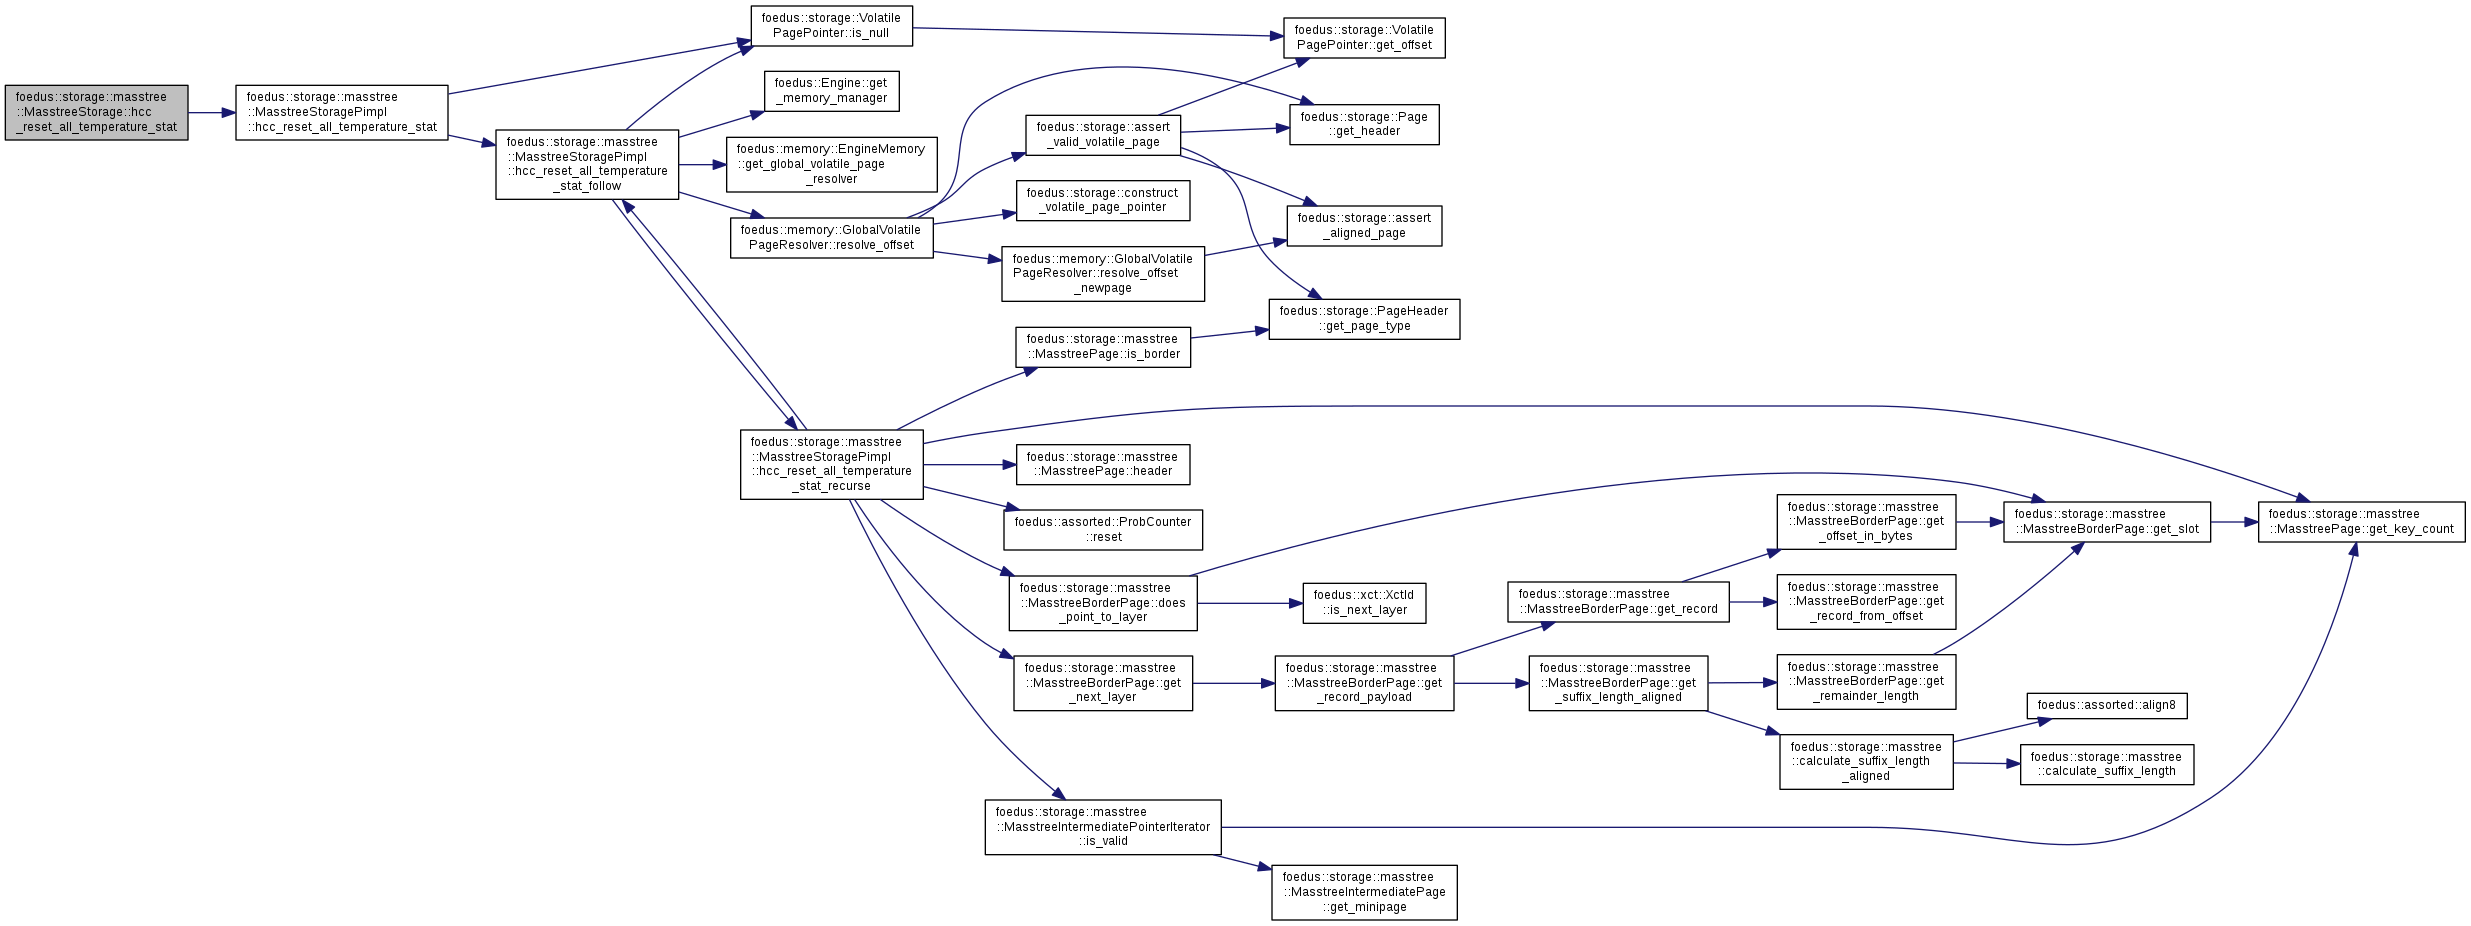 foedus::storage::masstree
::MasstreeStorage::hcc
_reset_all_temperature_stat
foedus::storage::masstree
::MasstreeStoragePimpl
::hcc_reset_all_temperature_stat
foedus::storage::masstree
::MasstreeStoragePimpl
::hcc_reset_all_temperature
_stat_follow
foedus::storage::Volatile
PagePointer::is_null
foedus::Engine::get
_memory_manager
foedus::memory::EngineMemory
::get_global_volatile_page
_resolver
foedus::memory::GlobalVolatile
PageResolver::resolve_offset
foedus::storage::masstree
::MasstreeStoragePimpl
::hcc_reset_all_temperature
_stat_recurse
foedus::storage::assert
_valid_volatile_page
foedus::storage::construct
_volatile_page_pointer
foedus::memory::GlobalVolatile
PageResolver::resolve_offset
_newpage
foedus::storage::masstree
::MasstreePage::is_border
foedus::storage::masstree
::MasstreePage::header
foedus::assorted::ProbCounter
::reset
foedus::storage::masstree
::MasstreeBorderPage::does
_point_to_layer
foedus::storage::masstree
::MasstreeBorderPage::get
_next_layer
foedus::storage::masstree
::MasstreeIntermediatePointerIterator
::is_valid
foedus::storage::Volatile
PagePointer::get_offset
foedus::storage::Page
::get_header
foedus::storage::assert
_aligned_page
foedus::storage::PageHeader
::get_page_type
foedus::xct::XctId
::is_next_layer
foedus::storage::masstree
::MasstreeBorderPage::get
_record_payload
foedus::storage::masstree
::MasstreeIntermediatePage
::get_minipage
foedus::storage::masstree
::MasstreeBorderPage::get_record
foedus::storage::masstree
::MasstreeBorderPage::get
_suffix_length_aligned
foedus::storage::masstree
::MasstreeBorderPage::get
_offset_in_bytes
foedus::storage::masstree
::MasstreeBorderPage::get
_record_from_offset
foedus::storage::masstree
::MasstreeBorderPage::get
_remainder_length
foedus::storage::masstree
::calculate_suffix_length
_aligned
foedus::storage::masstree
::MasstreeBorderPage::get_slot
foedus::assorted::align8
foedus::storage::masstree
::calculate_suffix_length
foedus::storage::masstree
::MasstreePage::get_key_count